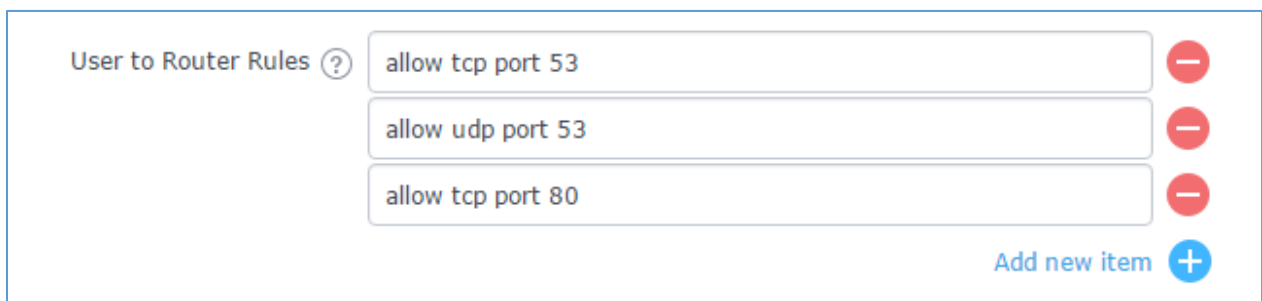 User to Router Rules ? allow tcp port 53
allow udp port 53
allow tcp port 80
Add new item